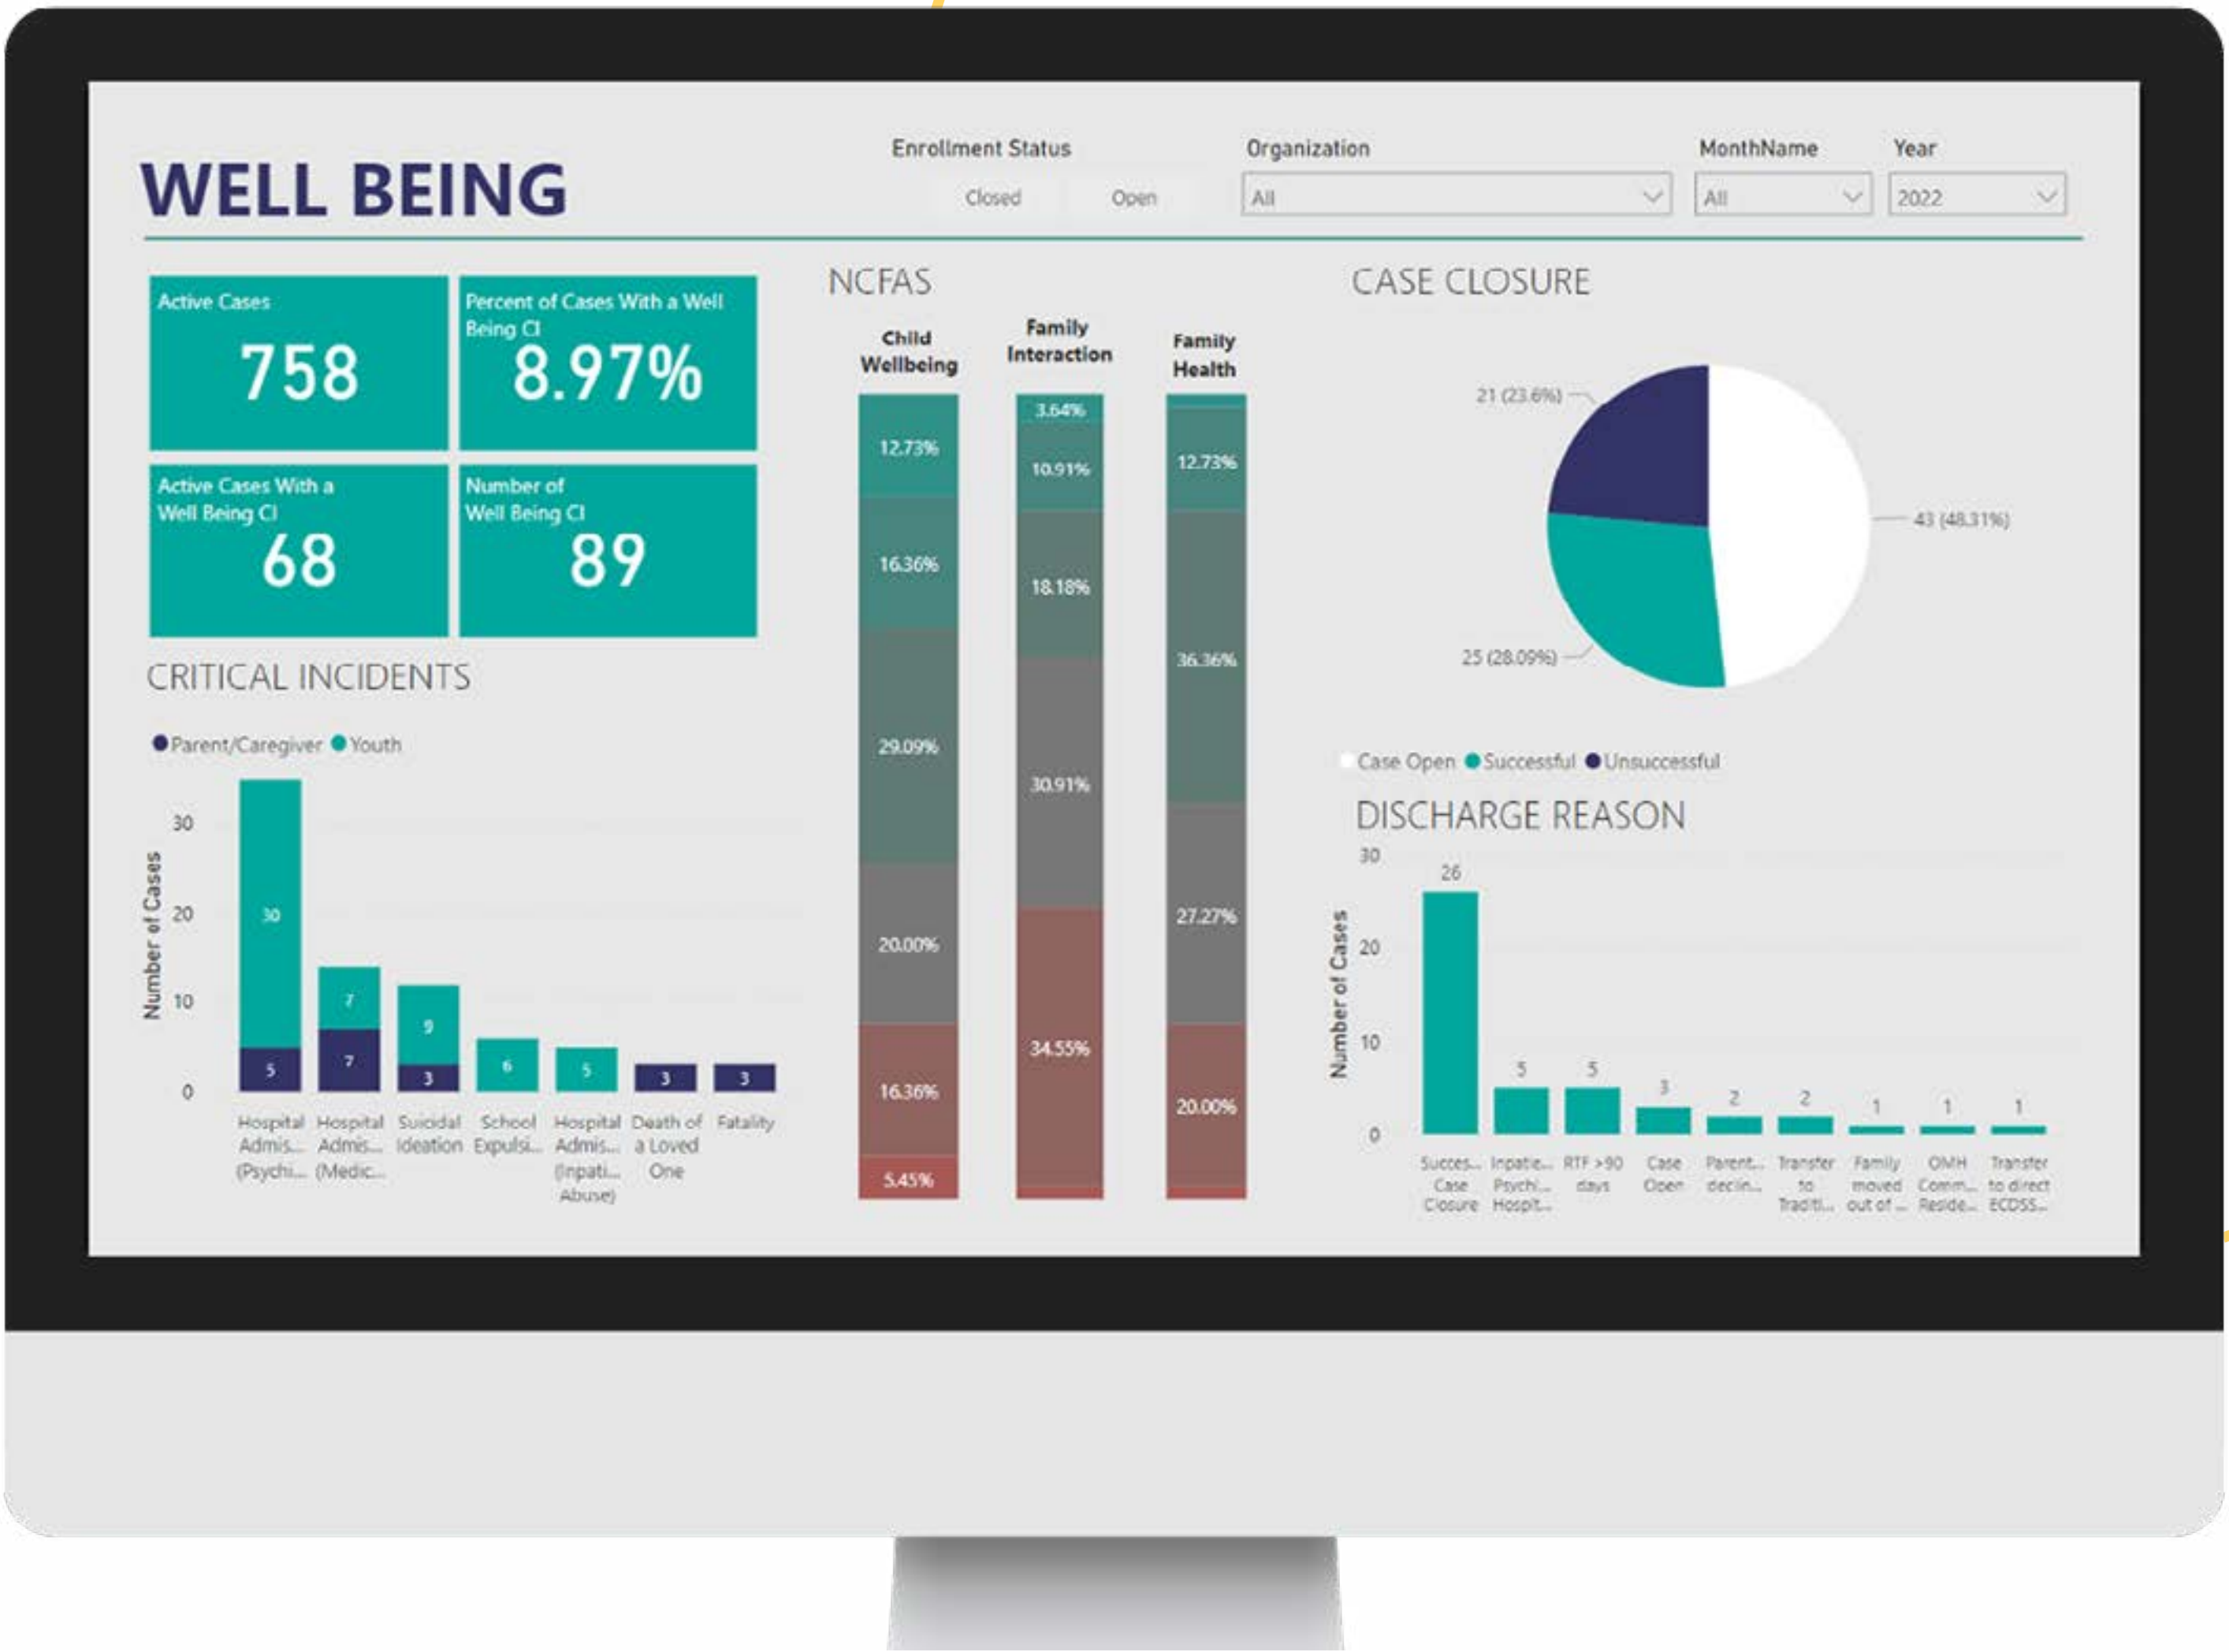 WELL BEING
Enrollment Status
Closed
Open
Organization
All
MonthName
All
Year
2022
Active Cases
758
Percent of Cases With a Well
Being CI
8.97%
Active Cases With a
Well Being CI
68
Number of
Well Being CI
89
CRITICAL INCIDENTS
Parent/Caregiver Youth
Number of Cases
30
20
10
0
30
5
7
7
9
3
6
5
3
3
Hospital
Admis...
(Psychi...
Hospital
Admis...
(Medic...
Suicidal
Ideation
School
Expulsi...
Hospital
Admis...
(Inpati...
Abuse)
Death of
a Loved
One
Fatality
NCFAS
Child
Wellbeing
12.73%
16.36%
29.09%
20.00%
16.36%
5.45%
Family
Interaction
3.64%
10.91%
18.18%
30.91%
34.55%
Family
Health
12.73%
36.36%
27.27%
20.00%
CASE CLOSURE
21 (23.6%)
43 (48.31%)
25 (28.09%)
Case Open Successful Unsuccessful
DISCHARGE REASON
Number of Cases
30
20
10
0
26
5
5
3
2
2
1
1
1
Succes...
Case
Closure
Inpatie...
Psychi...
Hospit...
RTF >90
days
Case
Open
Parent...
declin...
Transfer
to
Traditi...
Family
moved
out of ...
OMH
Comm...
Reside...
Transfer
to direct
ECDSS...